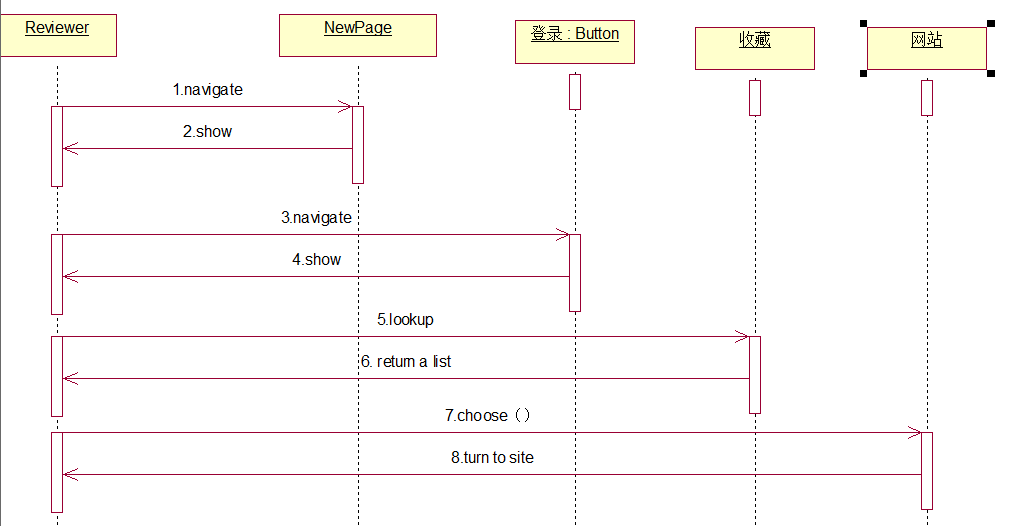 Reviewer
NewPage
登录 : Button
收藏
网站
1.navigate
2.show
3.navigate
4.show
5.lookup
6. return a list
7.choose（）
8.turn to site